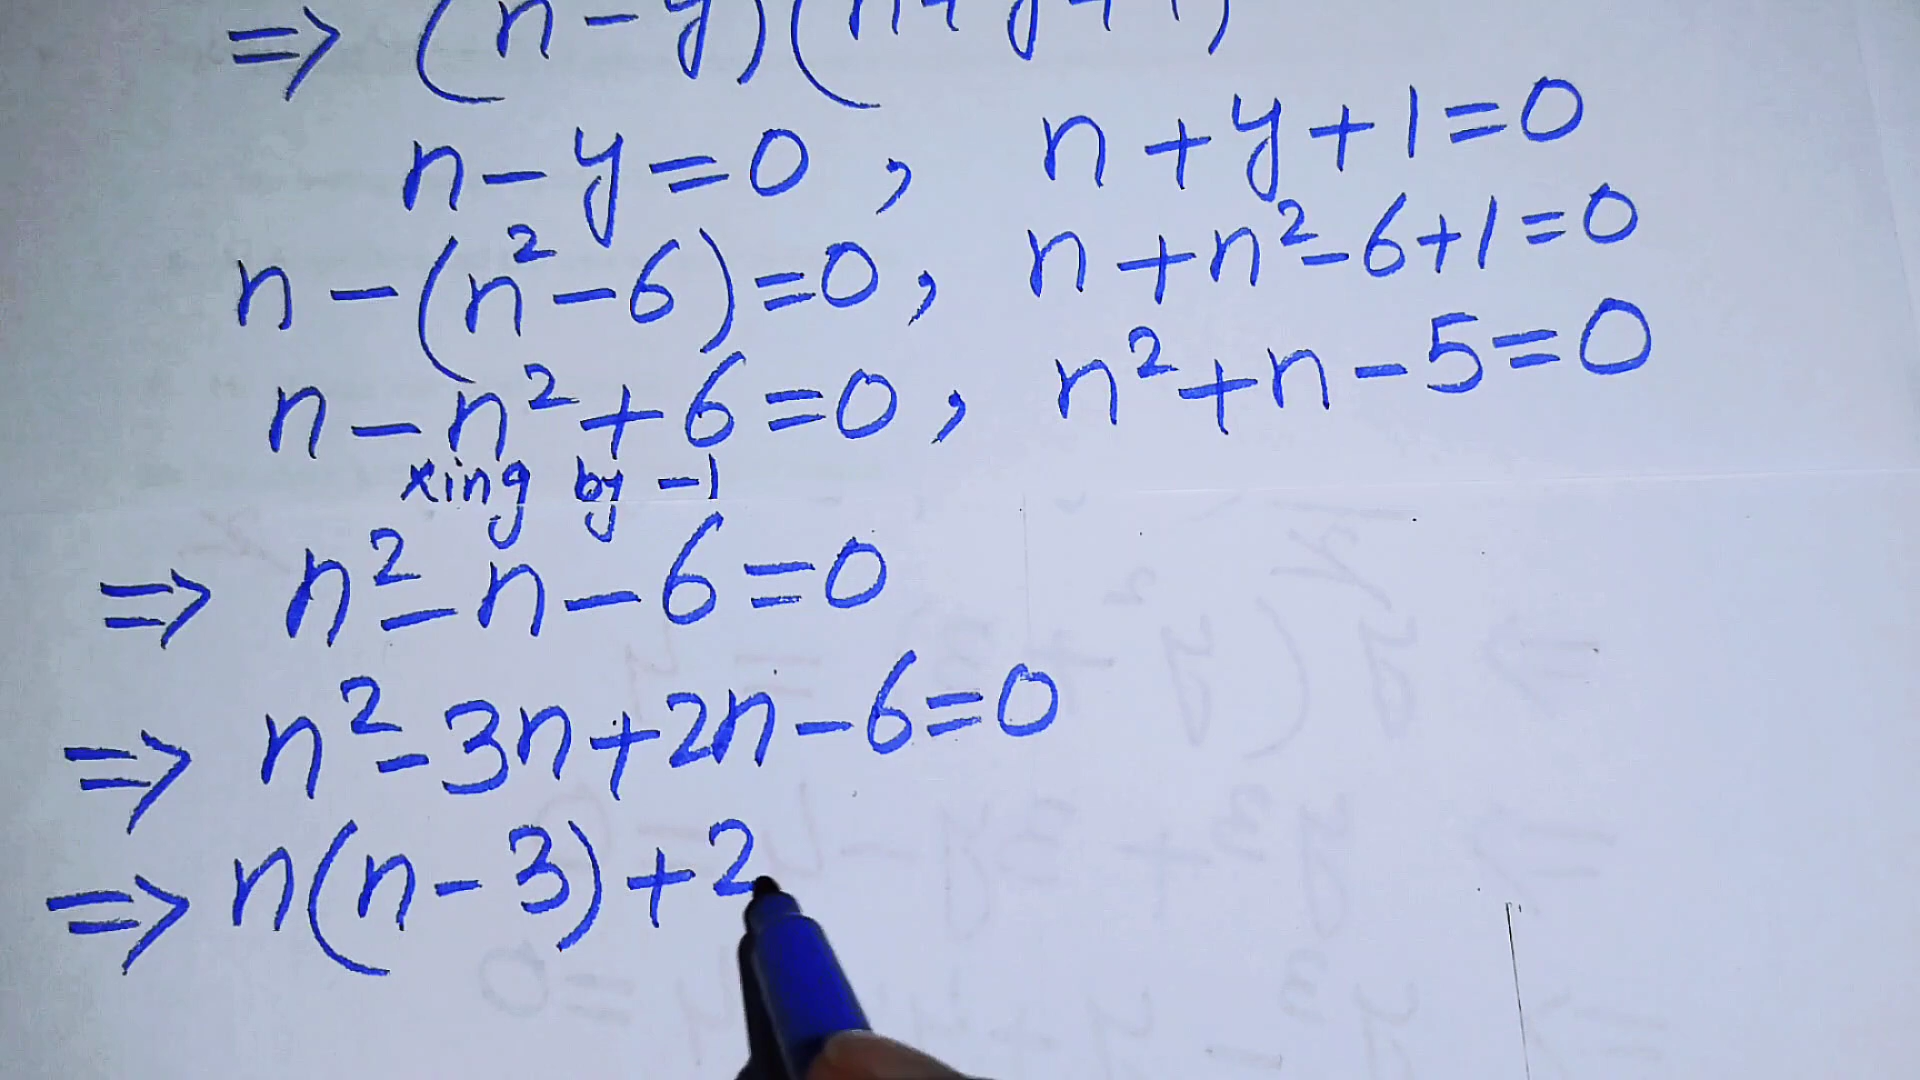 => (n-y)(n+y+1)
n-y=0, n+y+1=0
n-(n²-6)=0, n+n²-6+1=0
n-n²+6=0, n²+n-5=0
xing by -1
=> n²-n-6=0
=> n²-3n+2n-6=0
=> n(n-3)+2